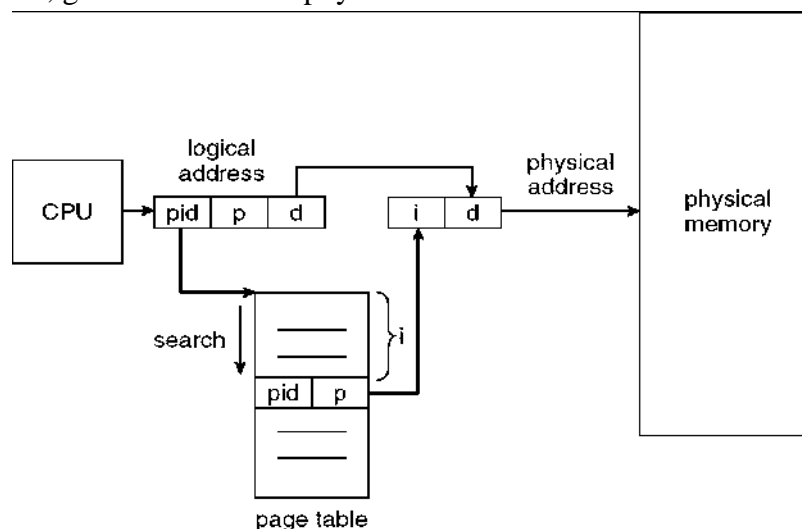 logical
address
physical
address
CPU
pid p d
i d
physical
memory
search
i
pid p
page table